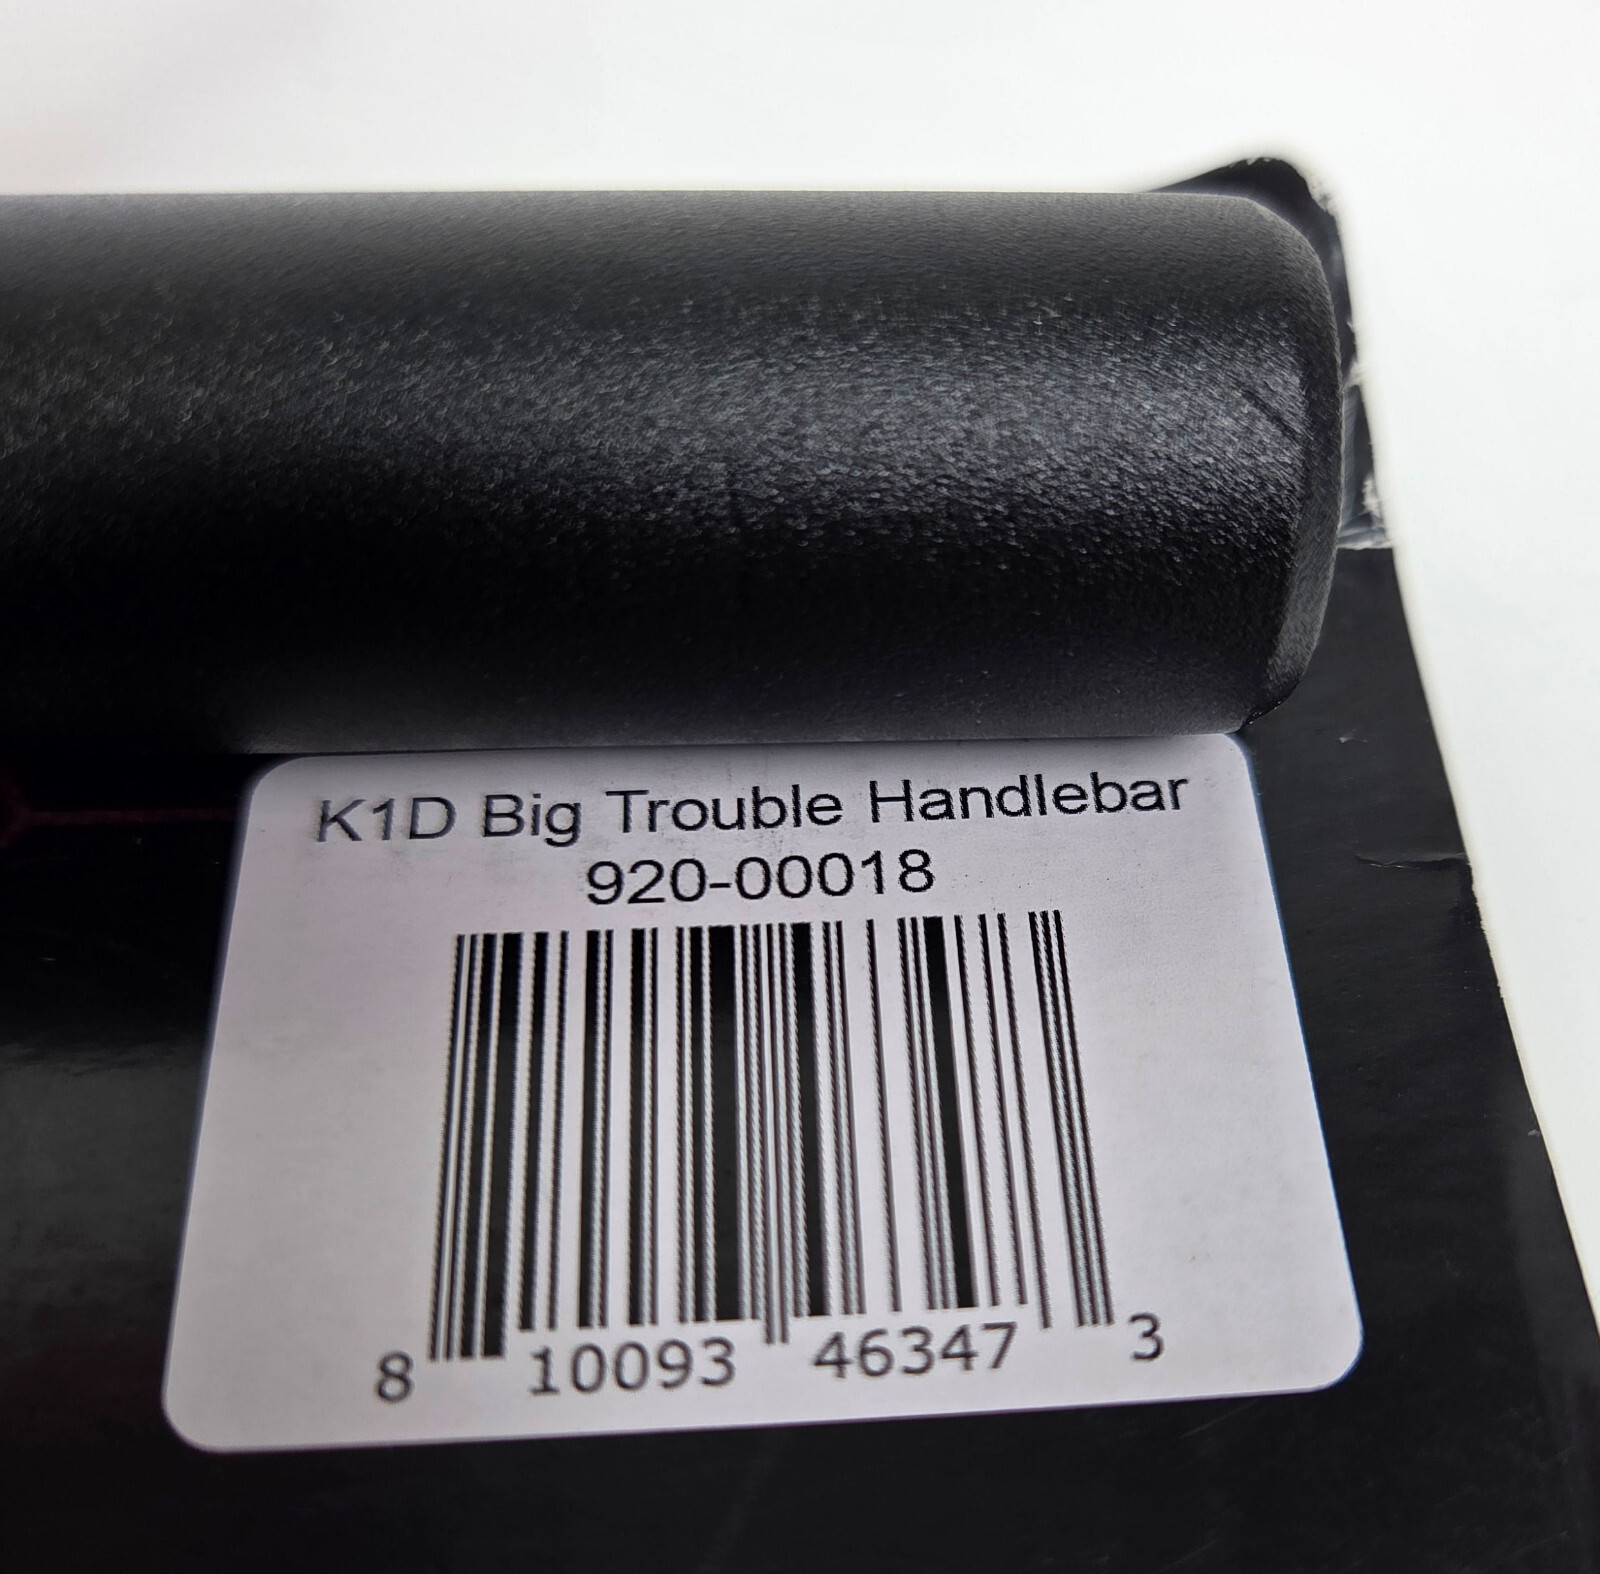 K1D Big Trouble Handlebar
920-00018
8 10093 46347 3